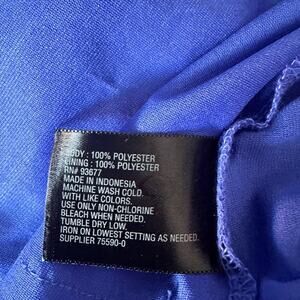 BODY : 100% POLYESTER
LINING : 100% POLYESTER
RN# 93677
MADE IN INDONESIA
MACHINE WASH COLD.
WITH LIKE COLORS.
USE ONLY NON-CHLORINE
BLEACH WHEN NEEDED.
TUMBLE DRY LOW.
IRON ON LOWEST SETTING AS NEEDED.
SUPPLIER 75590-0